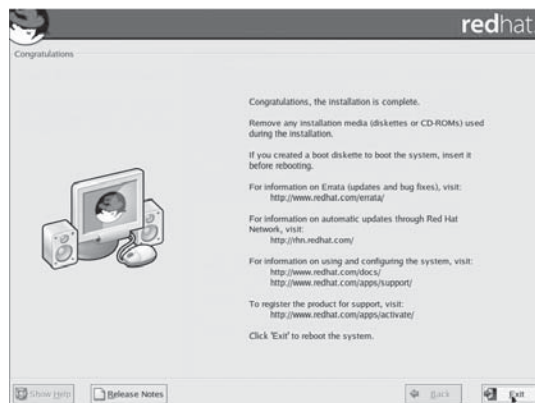 redhat.
Congratulations
Congratulations, the installation is complete.
Remove any installation media (diskettes or CD-ROMs) used
during the installation.
If you created a boot diskette to boot the system, insert it
before rebooting.
For information on Errata (updates and bug fixes), visit:
http://www.redhat.com/errata/
For information on automatic updates through Red Hat
Network, visit:
http://rhn.redhat.com/
For information on using and configuring the system, visit:
http://www.redhat.com/docs/
http://www.redhat.com/apps/support/
To register the product for support, visit:
http://www.redhat.com/apps/activate/
Click 'Exit' to reboot the system.
Show Help
Release Notes
Back
Exit